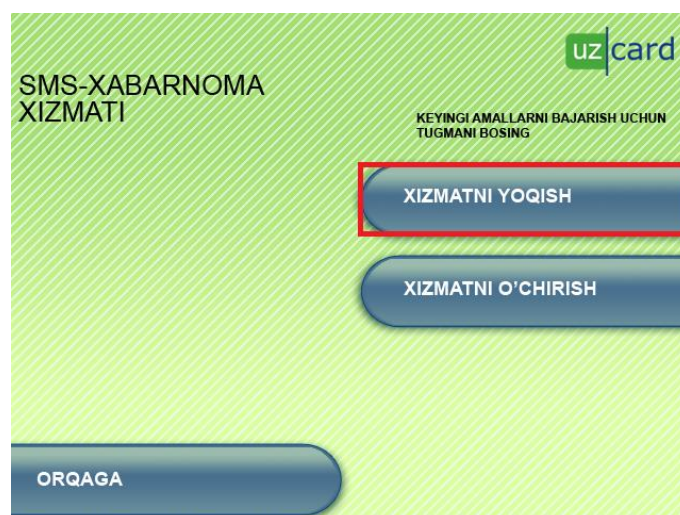 uz card
SMS-XABARNOMA
XIZMATI
KEYINGI AMALLARNI BAJARISH UCHUN
TUGMANI BOSING
XIZMATNI YOQISH
XIZMATNI O'CHIRISH
ORQAGA